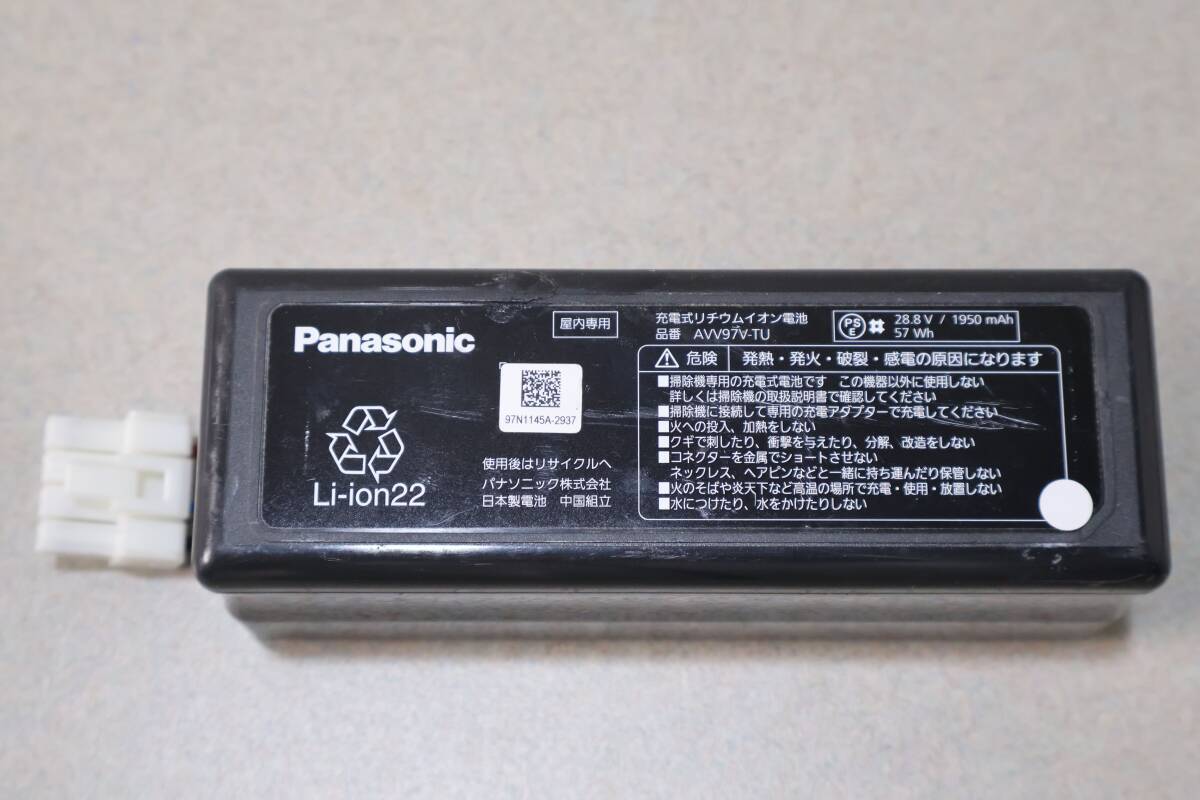 Panasonic
屋内専用
97N1145A-2937
Li-ion22
使用後はリサイクルへ
パナソニック株式会社
日本製電池 中国組立
充電式リチウムイオン電池
品番 AVV97V-TU
PSE 28.8 V / 1950 mAh
57 Wh
危険 発熱・発火・破裂・感電の原因になります
■掃除機専用の充電式電池です この機器以外に使用しない
詳しくは掃除機の取扱説明書で確認してください
■掃除機に接続して専用の充電アダプターで充電してください
■火への投入、加熱をしない
■クギで刺したり、衝撃を与えたり、分解、改造をしない
■コネクターを金属でショートさせない
ネックレス、ヘアピンなどと一緒に持ち運んだり保管しない
■火のそばや炎天下など高温の場所で充電・使用・放置しない
■水につけたり、水をかけたりしない